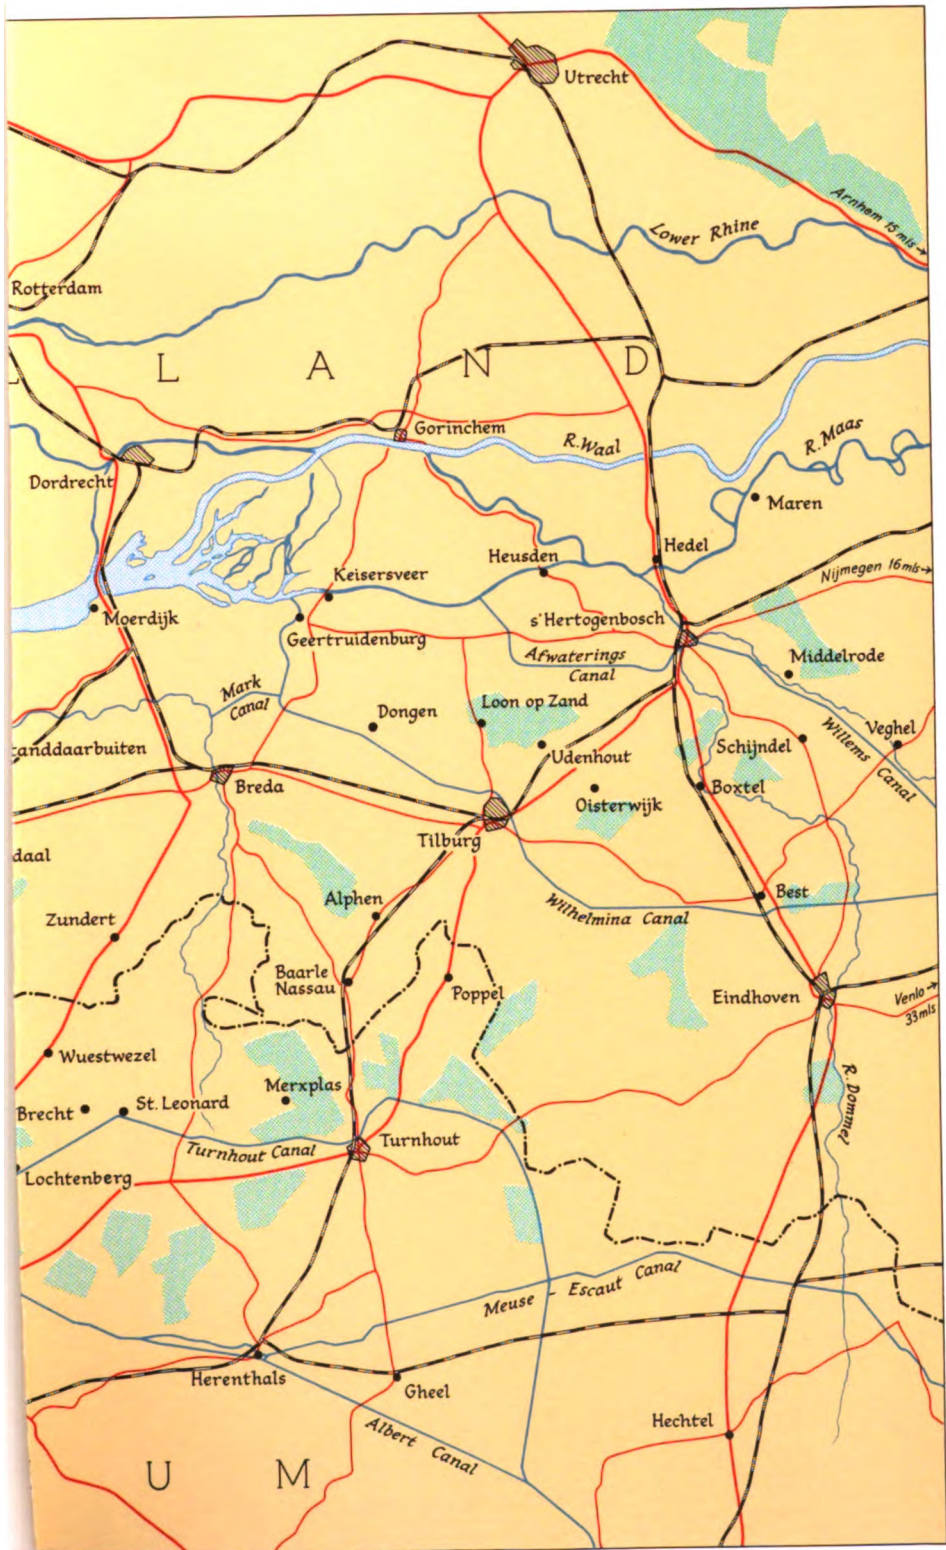 Utrecht
Arnhem 15 mls →
Lower Rhine
Rotterdam
L L A N D
Gorinchem
R. Waal
R. Maas
Dordrecht
Maren
Hedel
Heusden
Nijmegen 16 mls →
Keisersveer
Moerdijk
s'Hertogenbosch
Geertruidenburg
Afwaterings
Canal
Middelrode
Mark
Canal
Loon op Zand
Dongen
Willems Canal
Veghel
tanddaarbuiten
Schijndel
Udenhout
Breda
Boxtel
Oisterwijk
Tilburg
daal
Best
Alphen
Wilhelmina Canal
Zundert
Baarle
Nassau
Poppel
Eindhoven
Venlo →
33 mls
Wuestwezel
R. Dommel
Merxplas
Brecht
St. Leonard
Turnhout
Turnhout Canal
Lochtenberg
Meuse – Escaut Canal
Herenthals
Gheel
Hechtel
Albert Canal
U M